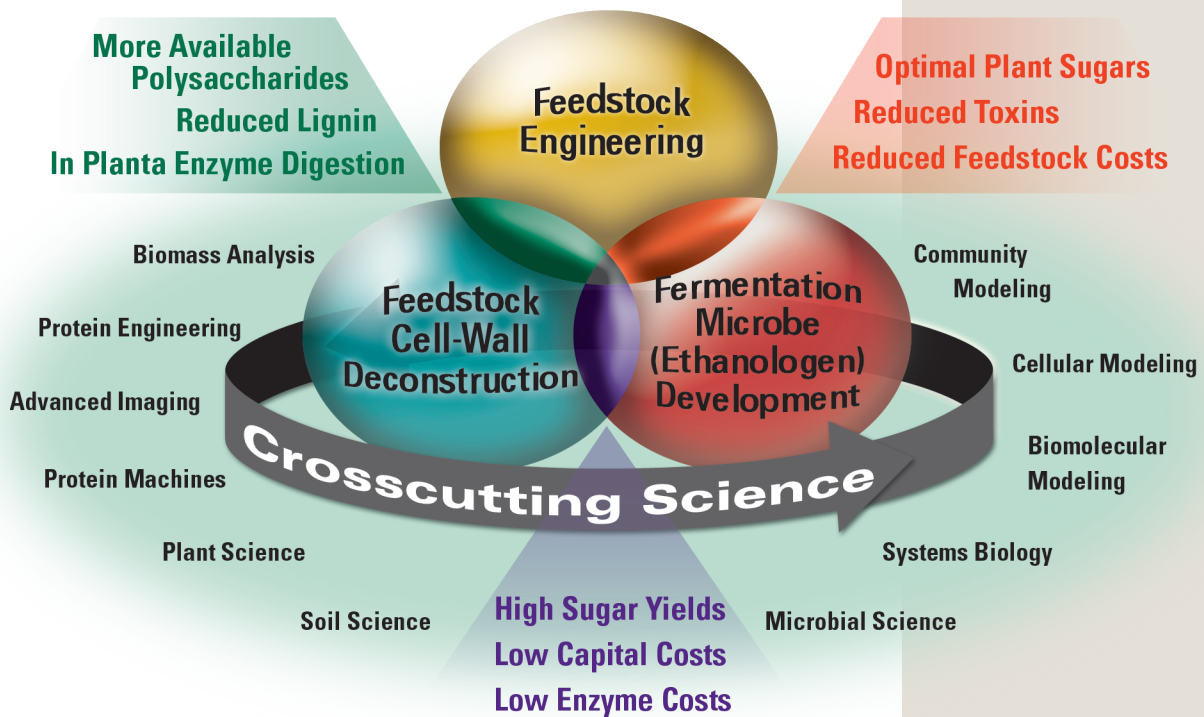 More Available
Polysaccharides
Reduced Lignin
In Planta Enzyme Digestion
Feedstock
Engineering
Optimal Plant Sugars
Reduced Toxins
Reduced Feedstock Costs
Biomass Analysis
Protein Engineering
Advanced Imaging
Protein Machines
Plant Science
Soil Science
Feedstock
Cell-Wall
Deconstruction
Fermentation
Microbe
(Ethanologen)
Development
Community
Modeling
Cellular Modeling
Biomolecular
Modeling
Systems Biology
Microbial Science
Crosscutting Science
High Sugar Yields
Low Capital Costs
Low Enzyme Costs